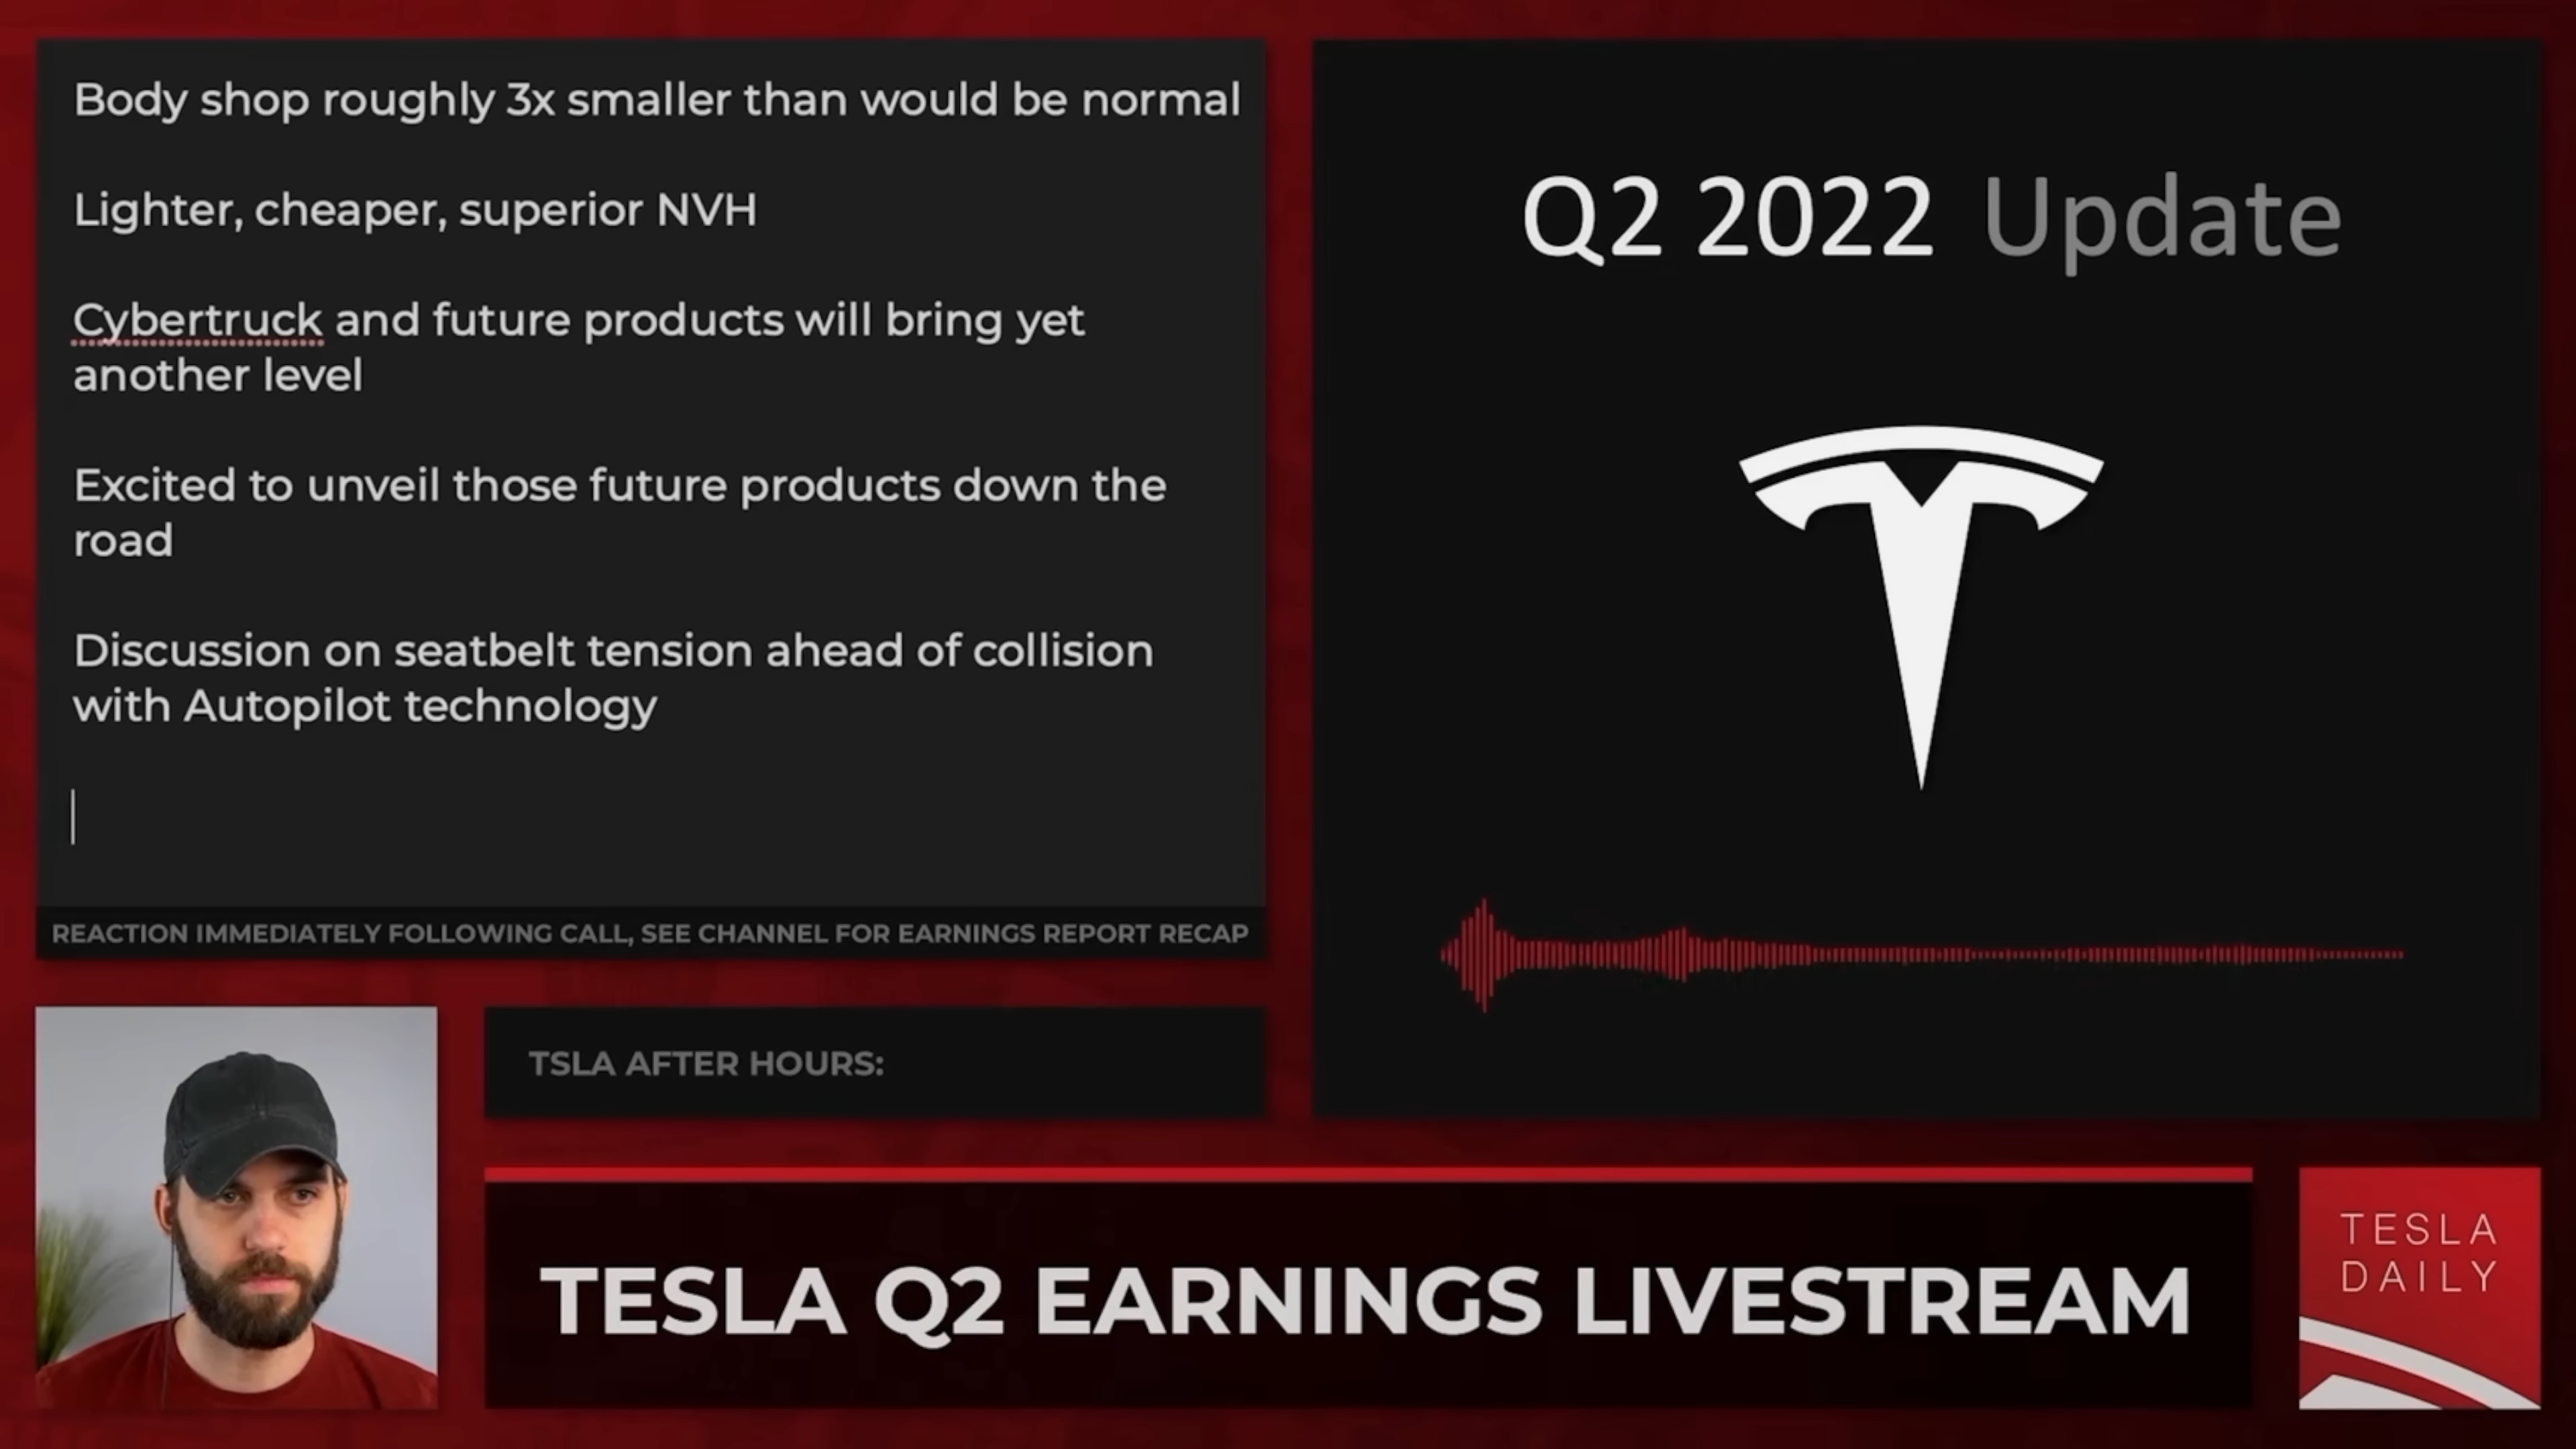 Body shop roughly 3x smaller than would be normal
Lighter, cheaper, superior NVH
Cybertruck and future products will bring yet
another level
Excited to unveil those future products down the
road
Discussion on seatbelt tension ahead of collision
with Autopilot technology
REACTION IMMEDIATELY FOLLOWING CALL, SEE CHANNEL FOR EARNINGS REPORT RECAP
Q2 2022 Update
TSLA AFTER HOURS:
TESLA Q2 EARNINGS LIVESTREAM
TESLA
DAILY